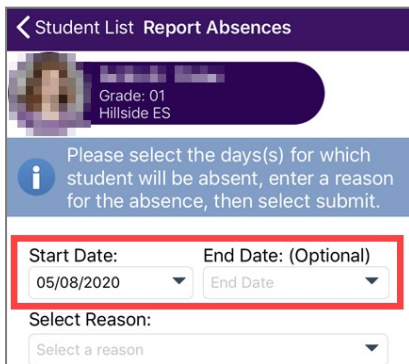 Student List Report Absences
Grade: 01
Hillside ES
Please select the days(s) for which
student will be absent, enter a reason
for the absence, then select submit.
Start Date: End Date: (Optional)
05/08/2020 End Date
Select Reason:
Select a reason